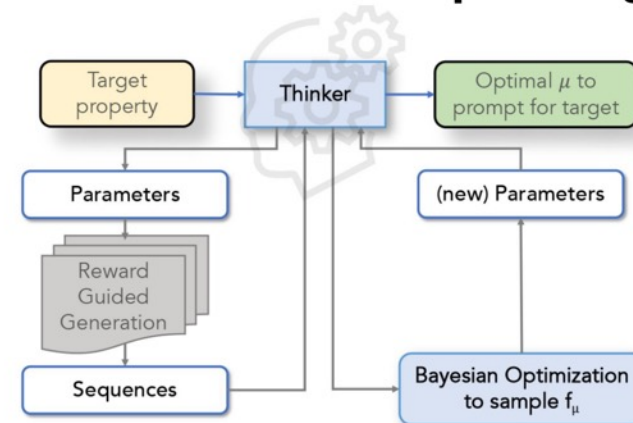 Target
property
Thinker
Optimal μ to
prompt for target
Parameters
(new) Parameters
Reward
Guided
Generation
Sequences
Bayesian Optimization
to sample fμ